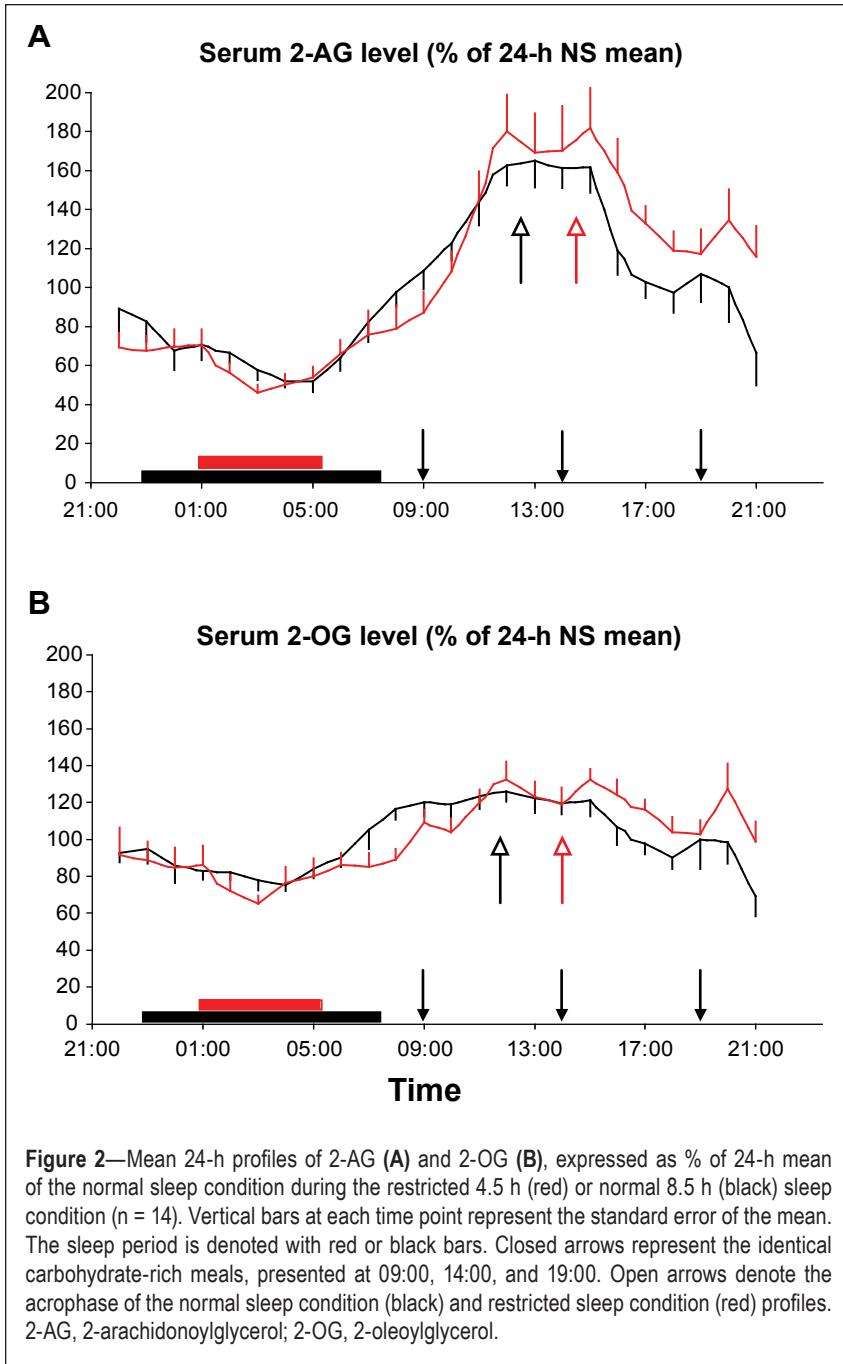 A
Serum 2-AG level (% of 24-h NS mean)
200
180
160
140
120
100
80
60
40
20
0
21:00 01:00 05:00 09:00 13:00 17:00 21:00
B
Serum 2-OG level (% of 24-h NS mean)
200
180
160
140
120
100
80
60
40
20
0
21:00 01:00 05:00 09:00 13:00 17:00 21:00
Time
Figure 2—Mean 24-h profiles of 2-AG (A) and 2-OG (B), expressed as % of 24-h mean
of the normal sleep condition during the restricted 4.5 h (red) or normal 8.5 h (black) sleep
condition (n = 14). Vertical bars at each time point represent the standard error of the mean.
The sleep period is denoted with red or black bars. Closed arrows represent the identical
carbohydrate-rich meals, presented at 09:00, 14:00, and 19:00. Open arrows denote the
acrophase of the normal sleep condition (black) and restricted sleep condition (red) profiles.
2-AG, 2-arachidonoylglycerol; 2-OG, 2-oleoylglycerol.